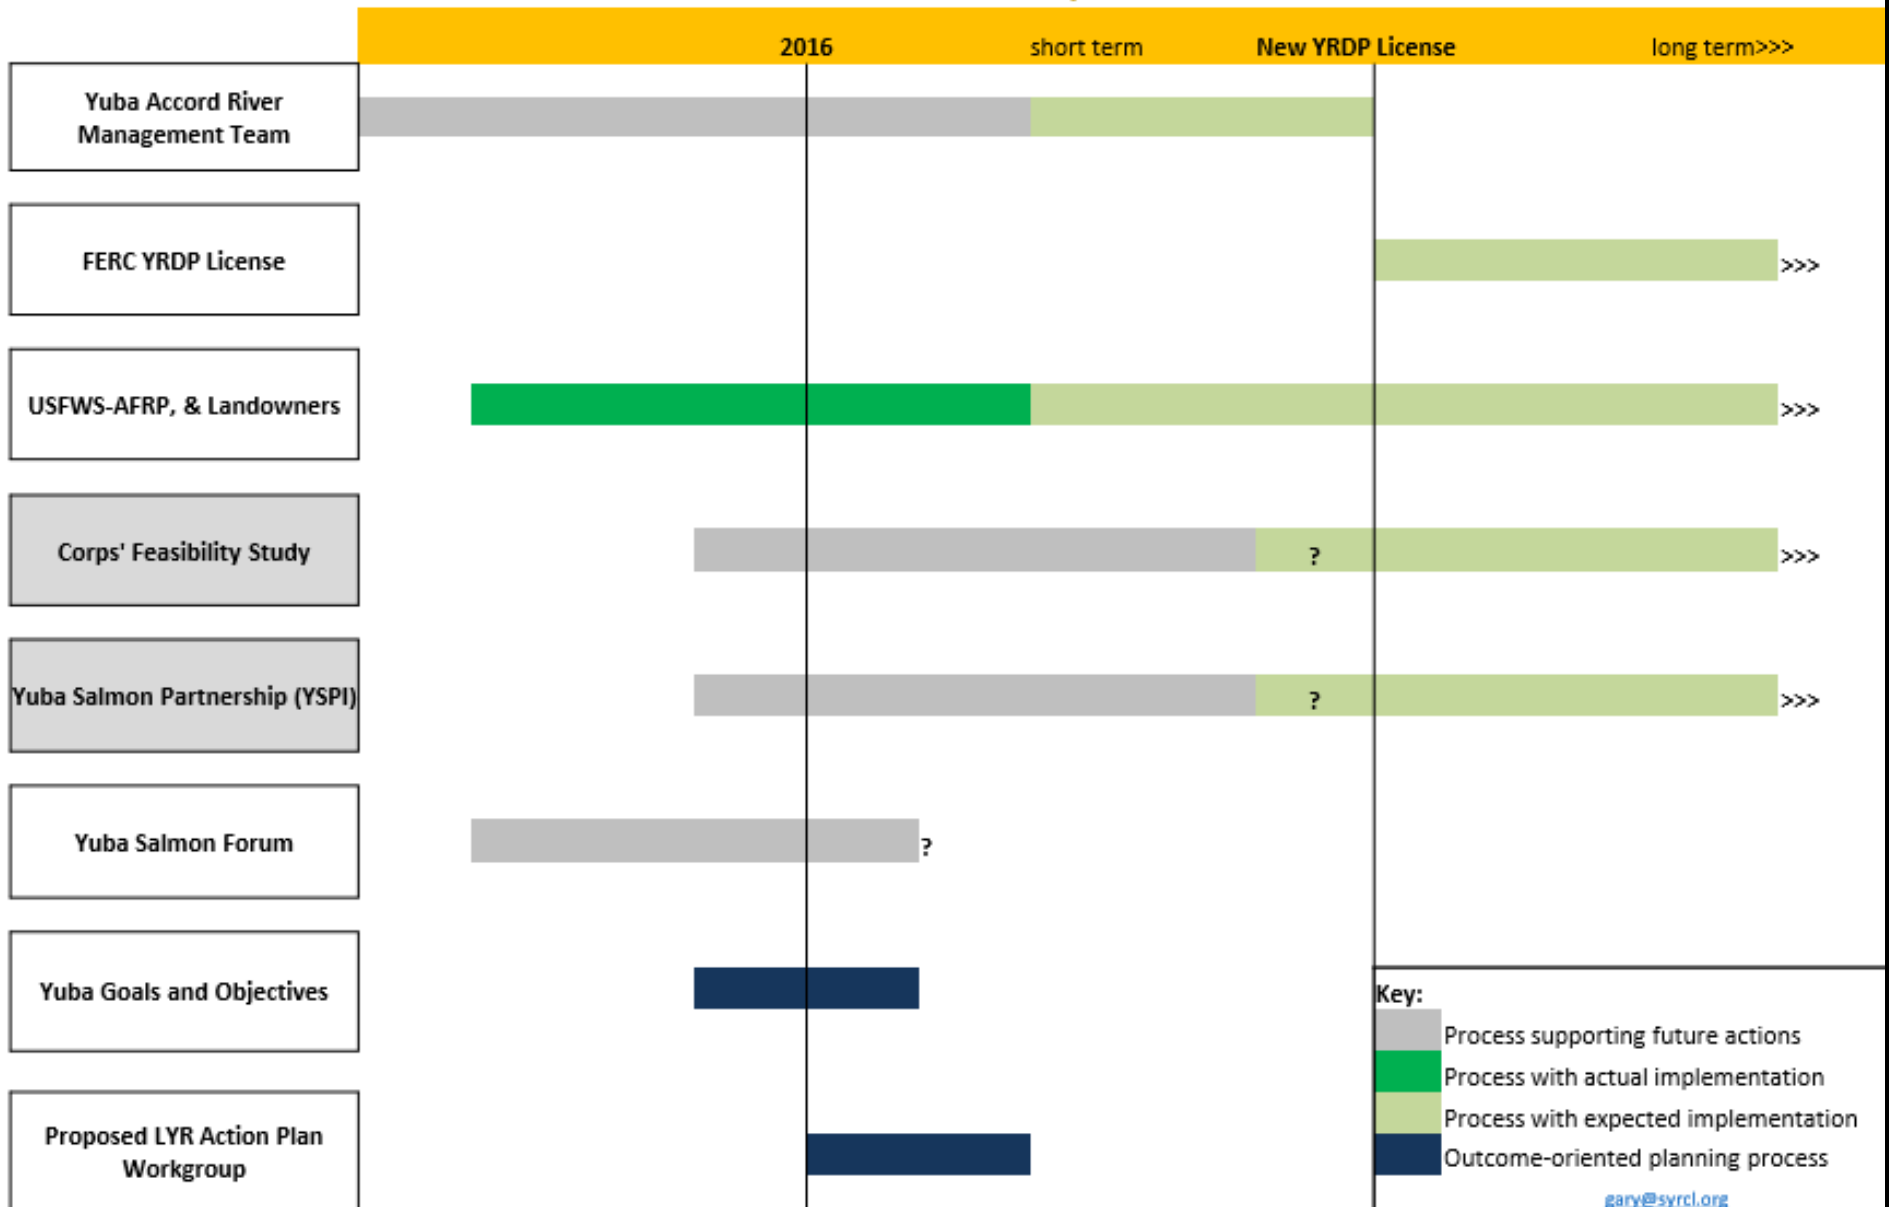 2016 short term New YRDP License long term>>>
Yuba Accord River
Management Team
FERC YRDP License
>>>
USFWS-AFRP, & Landowners
>>>
Corps' Feasibility Study
?
>>>
Yuba Salmon Partnership (YSPI)
?
>>>
Yuba Salmon Forum
?
Yuba Goals and Objectives
Proposed LYR Action Plan
Workgroup
Key:
Process supporting future actions
Process with actual implementation
Process with expected implementation
Outcome-oriented planning process
gary@syrcl.org